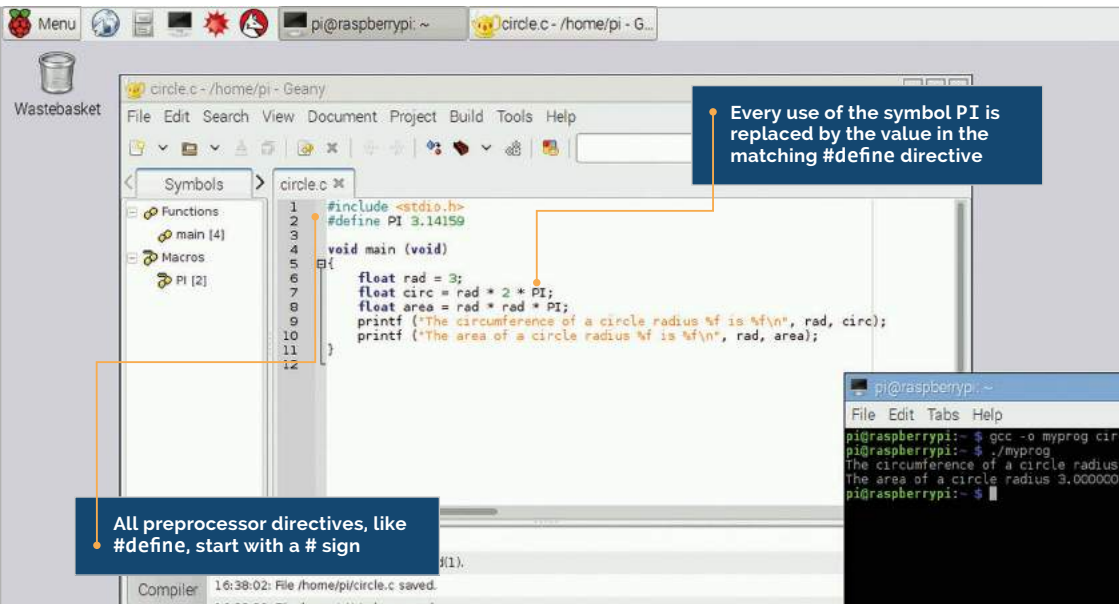 Menu
pi@raspberrypi: ~
circle.c - /home/pi - G...
Wastebasket
circle.c - /home/pi - Geany
File Edit Search View Document Project Build Tools Help
Every use of the symbol PI is
replaced by the value in the
matching #define directive
Symbols
circle.c
Functions
main [4]
Macros
PI [2]
1 #include <stdio.h>
2 #define PI 3.14159
3
4 void main (void)
5 {
6 float rad = 3;
7 float circ = rad * 2 * PI;
8 float area = rad * rad * PI;
9 printf ("The circumference of a circle radius %f is %f\n", rad, circ);
10 printf ("The area of a circle radius %f is %f\n", rad, area);
11 }
12
pi@raspberrypi: ~
File Edit Tabs Help
pi@raspberrypi:~ $ gcc -o myprog cir
pi@raspberrypi:~ $ ./myprog
The circumference of a circle radius
The area of a circle radius 3.000000
pi@raspberrypi:~ $
All preprocessor directives, like
#define, start with a # sign
d(1).
Compiler
16:38:02: File /home/pi/circle.c saved.